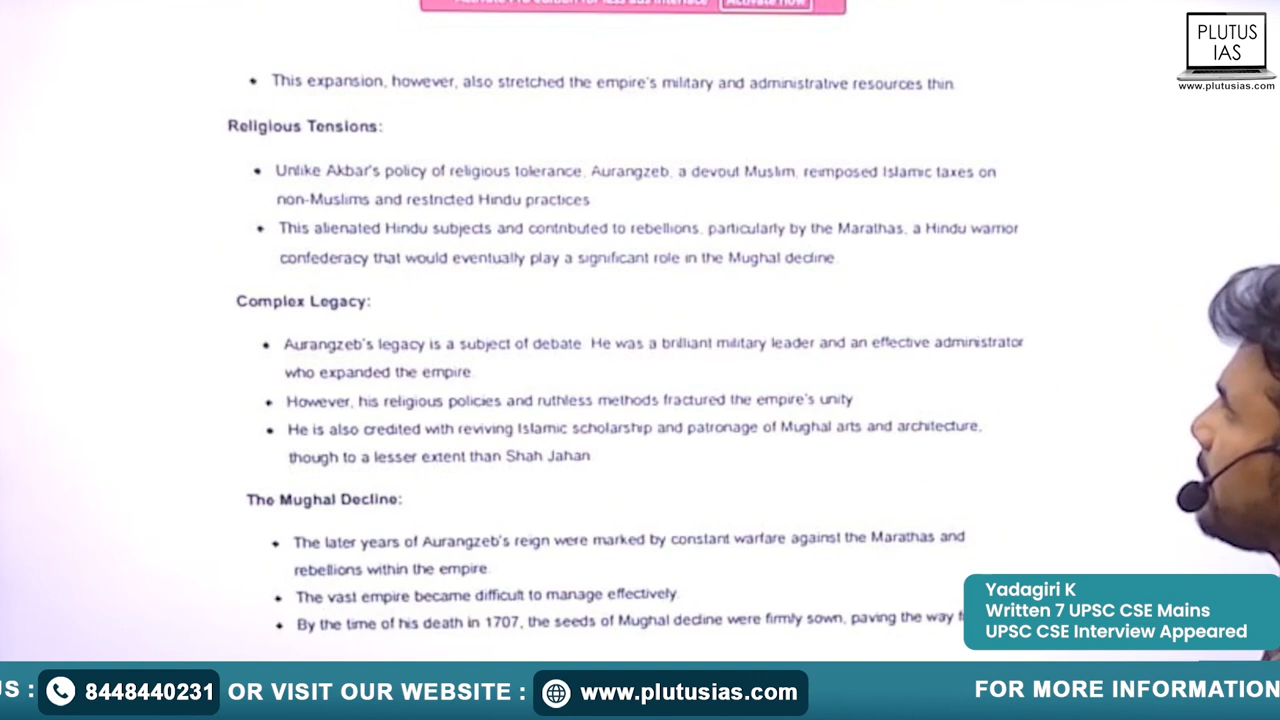 Activate Pro edition for less ads interface Activate now
PLUTUS
IAS
www.plutusias.com
• This expansion, however, also stretched the empire's military and administrative resources thin.
Religious Tensions:
• Unlike Akbar's policy of religious tolerance, Aurangzeb, a devout Muslim, reimposed Islamic taxes on
non-Muslims and restricted Hindu practices
• This alienated Hindu subjects and contributed to rebellions, particularly by the Marathas, a Hindu warrior
confederacy that would eventually play a significant role in the Mughal decline.
Complex Legacy:
• Aurangzeb's legacy is a subject of debate. He was a brilliant military leader and an effective administrator
who expanded the empire.
• However, his religious policies and ruthless methods fractured the empire's unity
• He is also credited with reviving Islamic scholarship and patronage of Mughal arts and architecture,
though to a lesser extent than Shah Jahan
The Mughal Decline:
• The later years of Aurangzeb's reign were marked by constant warfare against the Marathas and
rebellions within the empire.
• The vast empire became difficult to manage effectively.
• By the time of his death in 1707, the seeds of Mughal decline were firmly sown, paving the way
Yadagiri K
Written 7 UPSC CSE Mains
UPSC CSE Interview Appeared
US : 8448440231 OR VISIT OUR WEBSITE : www.plutusias.com FOR MORE INFORMATION